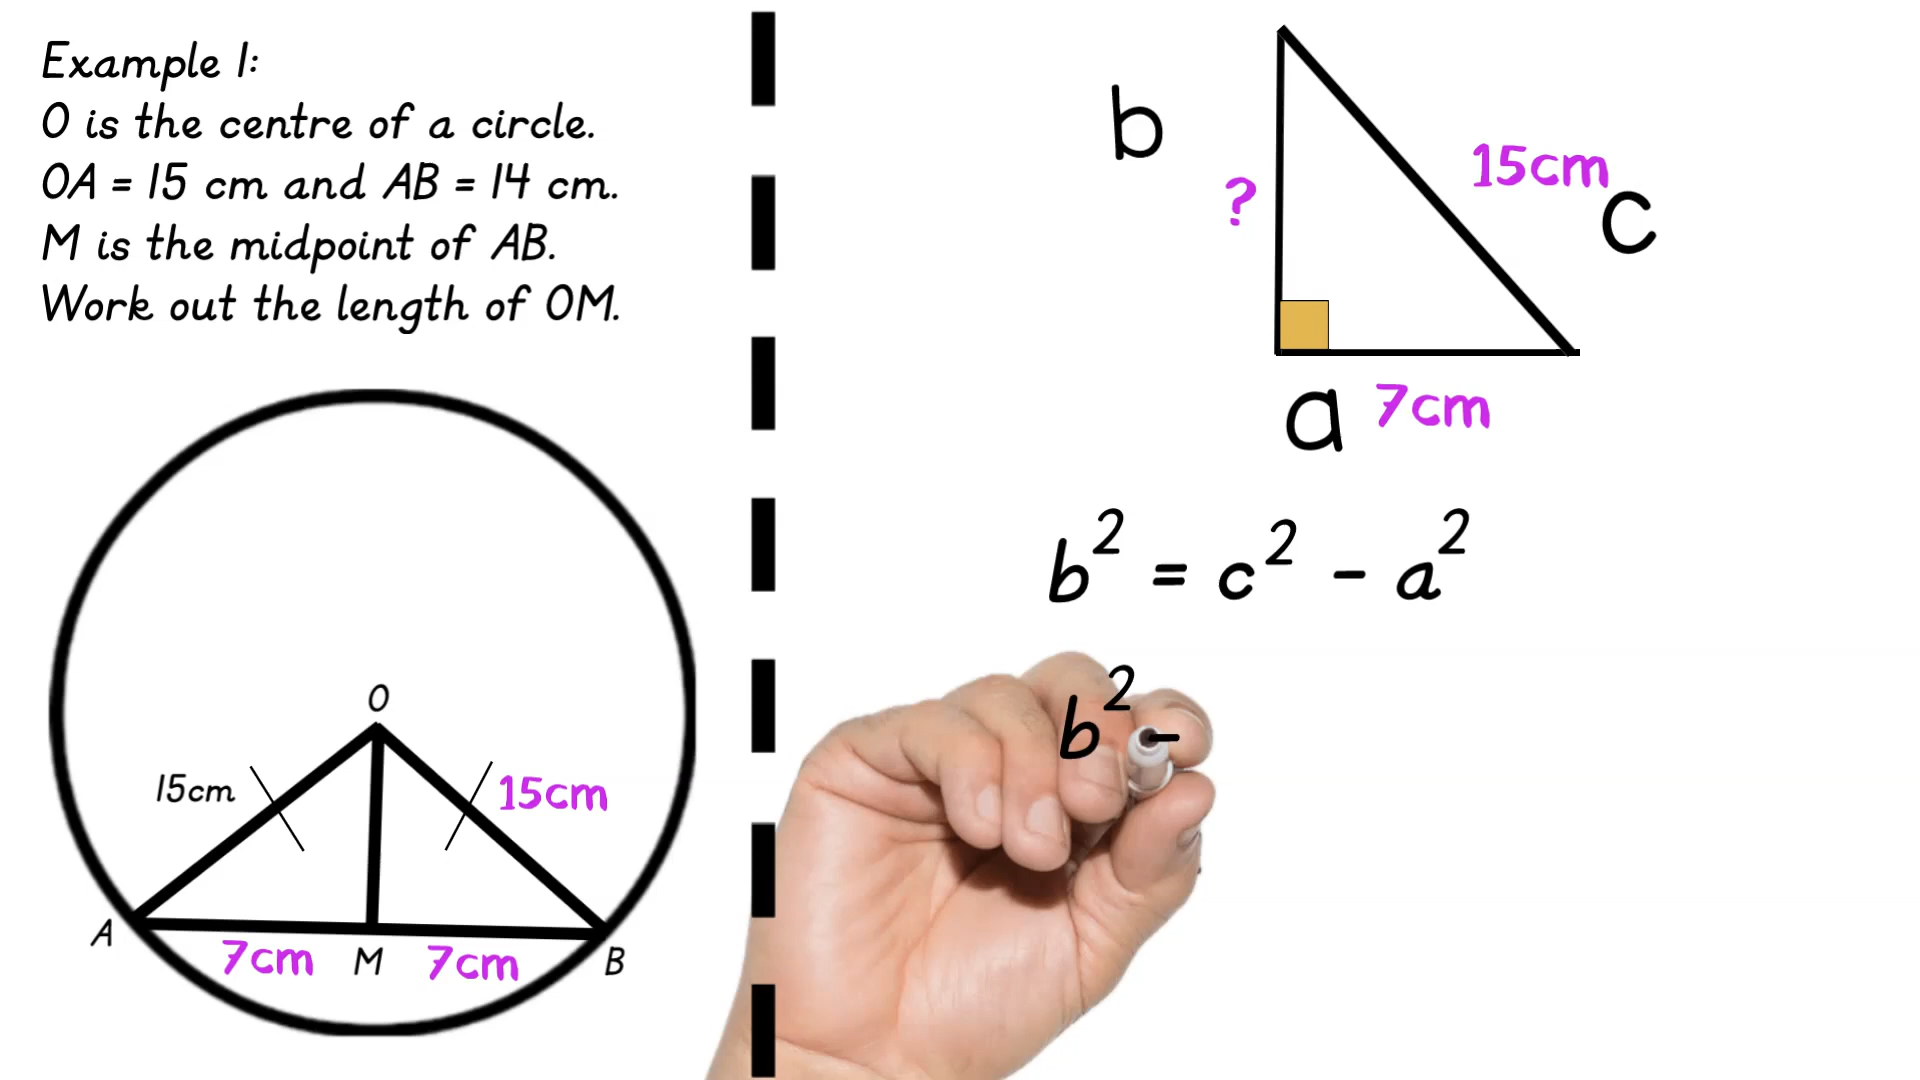 Example 1:
O is the centre of a circle.
OA = 15 cm and AB = 14 cm.
M is the midpoint of AB.
Work out the length of OM.
O
15cm
15cm
A
7cm
M
7cm
B
b
?
15cm
c
a
7cm
b² = c² - a²
b² -